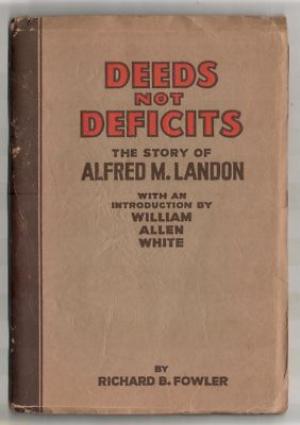 DEEDS
NOT
DEFICITS
THE STORY OF
ALFRED M. LANDON
WITH AN
INTRODUCTION BY
WILLIAM
ALLEN
WHITE
BY
RICHARD B. FOWLER